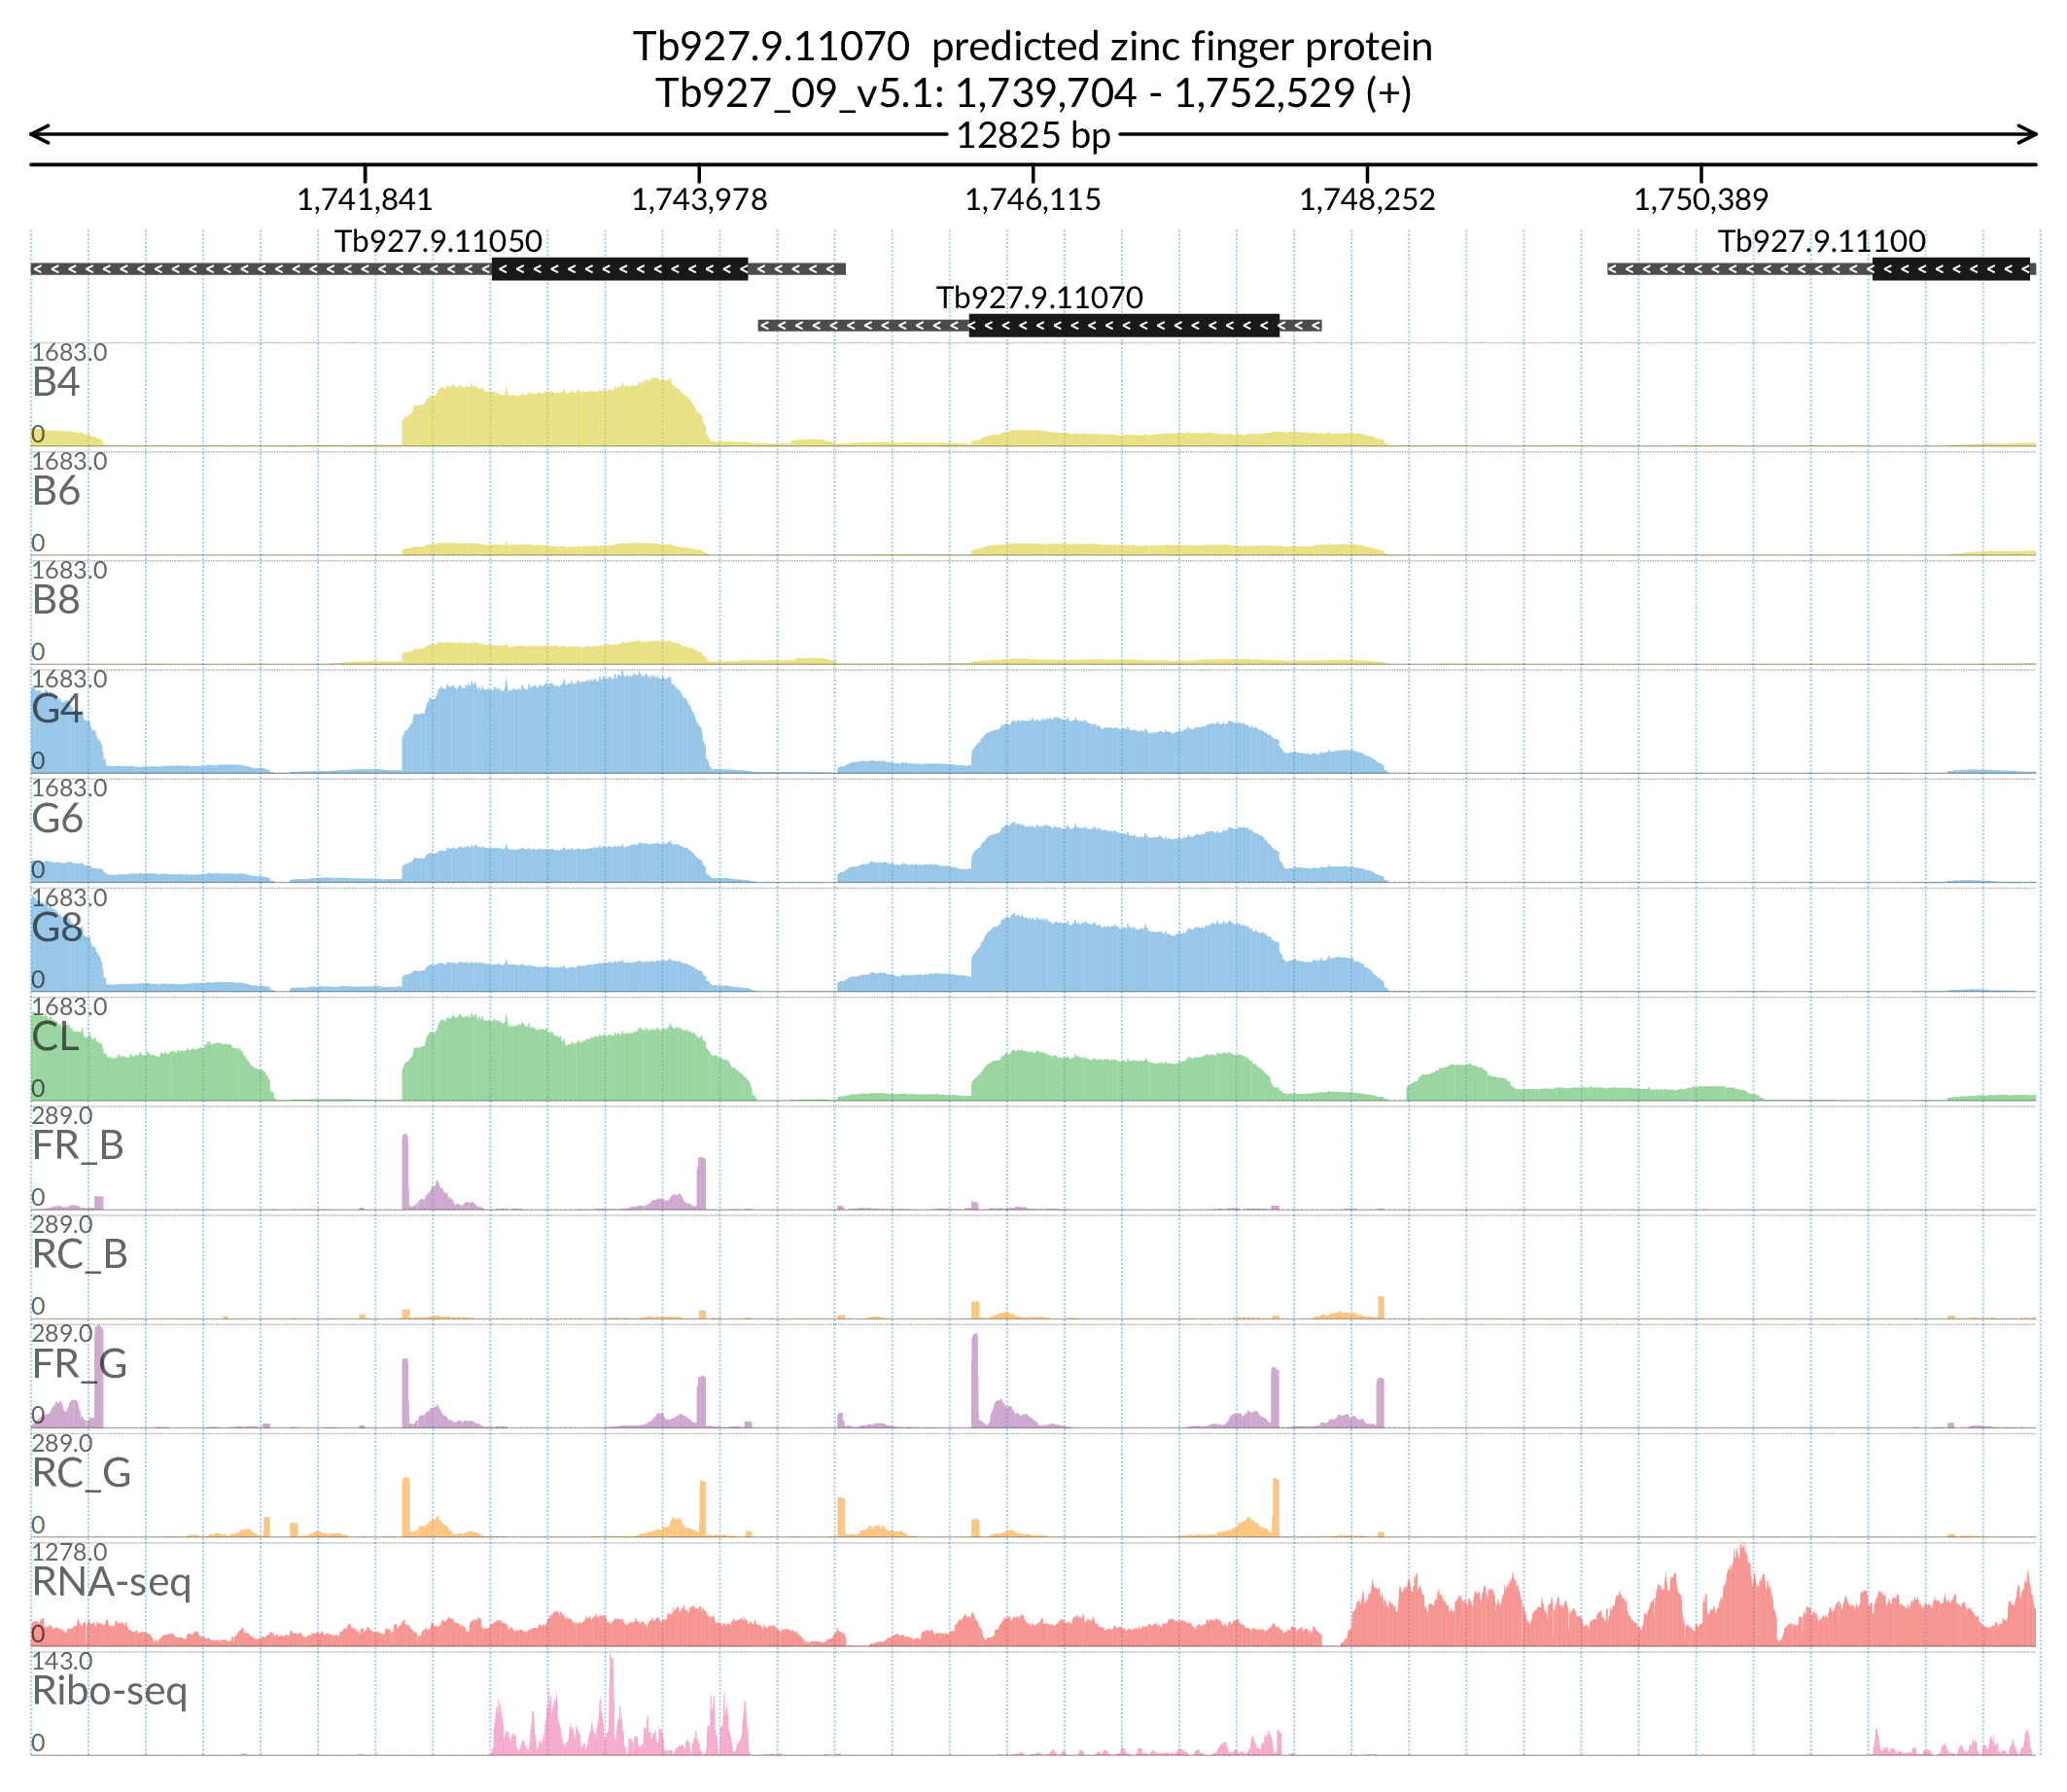 Tb927.9.11070  predicted zinc finger protein
Tb927_09_v5.1: 1,739,704 - 1,752,529 (+)
12825 bp
1,741,841 1,743,978 1,746,115 1,748,252 1,750,389
Tb927.9.11050 Tb927.9.11100
Tb927.9.11070
1683.0
B4
0
1683.0
B6
0
1683.0
B8
0
1683.0
G4
0
1683.0
G6
0
1683.0
G8
0
1683.0
CL
0
289.0
FR_B
0
289.0
RC_B
0
289.0
FR_G
0
289.0
RC_G
0
1278.0
RNA-seq
0
143.0
Ribo-seq
0